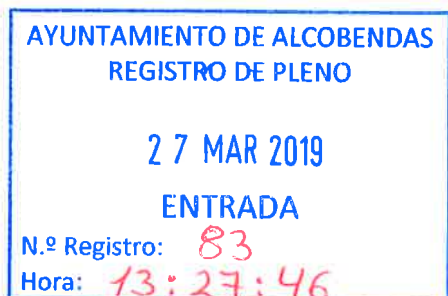 AYUNTAMIENTO DE ALCOBENDAS
REGISTRO DE PLENO
27 MAR 2019
ENTRADA
N.º Registro: 83
Hora: 13:27:46